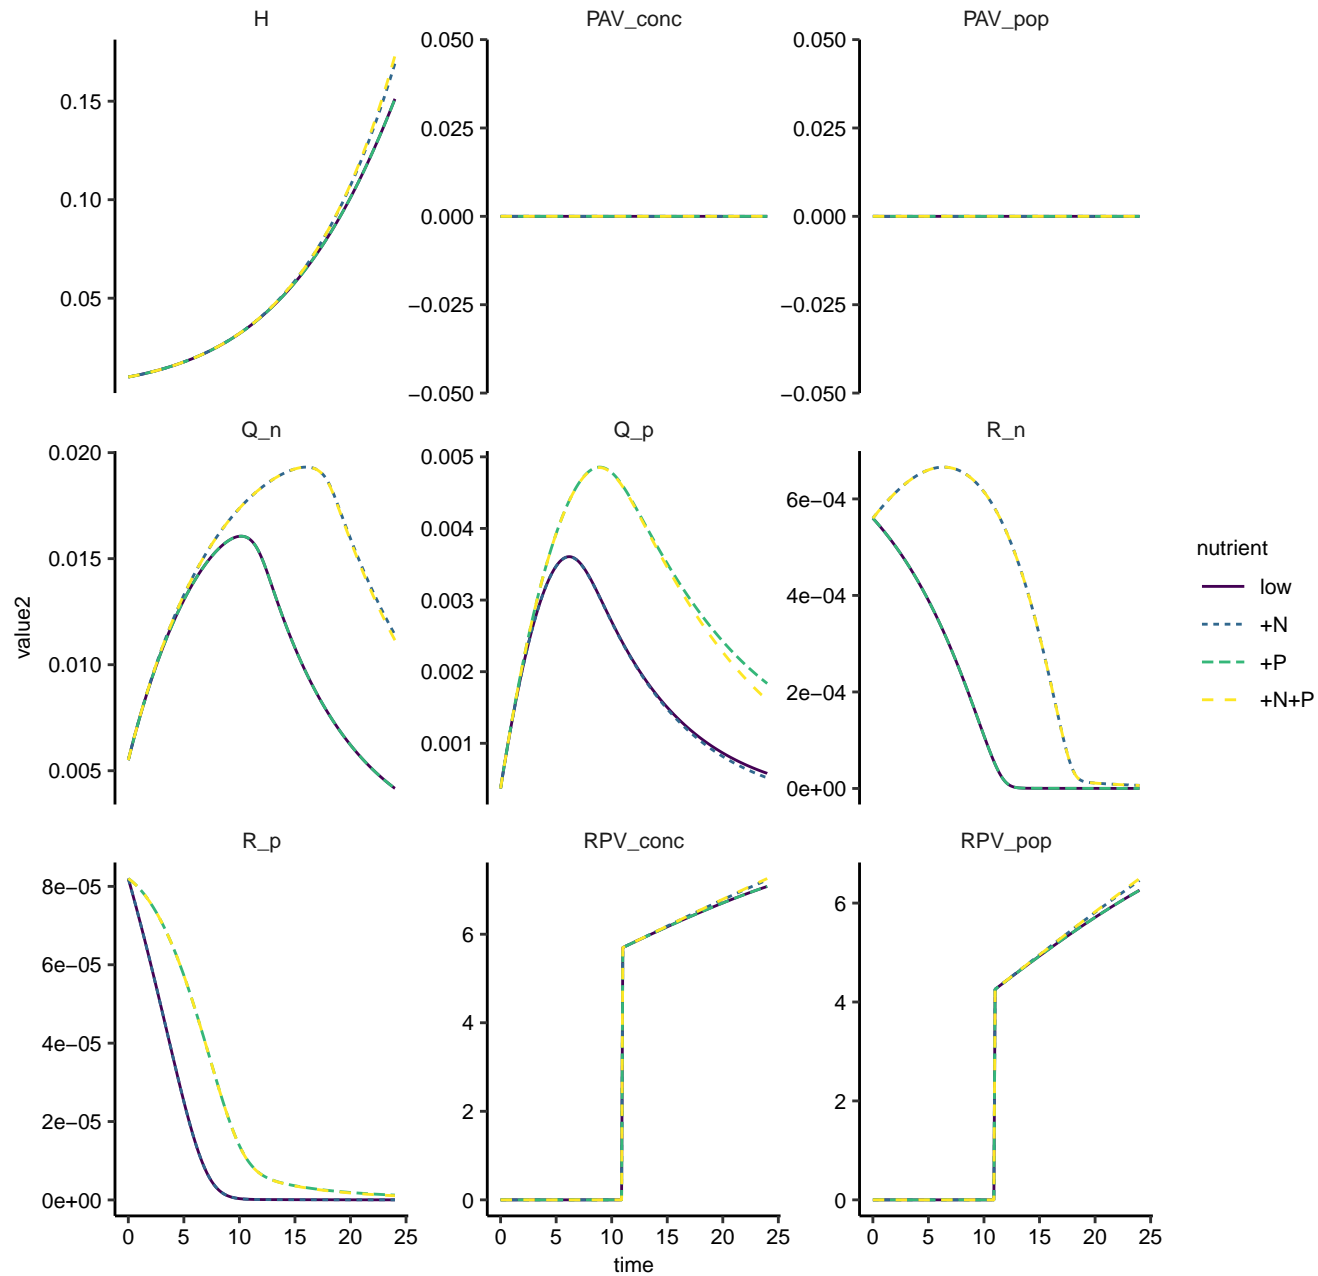 H
PAV_conc
PAV_pop
0.15
0.10
0.05
0.050
0.025
0.000
−0.025
−0.050
0.050
0.025
0.000
−0.025
−0.050
Q_n
Q_p
R_n
0.020
0.015
0.010
0.005
0.005
0.004
0.003
0.002
0.001
6e−04
4e−04
2e−04
0e+00
value2
nutrient
low
+N
+P
+N+P
R_p
RPV_conc
RPV_pop
8e−05
6e−05
4e−05
2e−05
0e+00
6
4
2
0
6
4
2
0
0 5 10 15 20 25
0 5 10 15 20 25
0 5 10 15 20 25
time